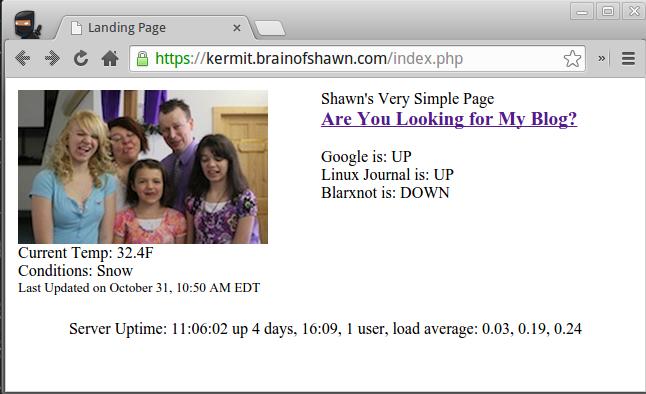 Landing Page
https://kermit.brainofshawn.com/index.php
Shawn's Very Simple Page
Are You Looking for My Blog?
Google is: UP
Linux Journal is: UP
Blarxnot is: DOWN
Current Temp: 32.4F
Conditions: Snow
Last Updated on October 31, 10:50 AM EDT
Server Uptime: 11:06:02 up 4 days, 16:09, 1 user, load average: 0.03, 0.19, 0.24